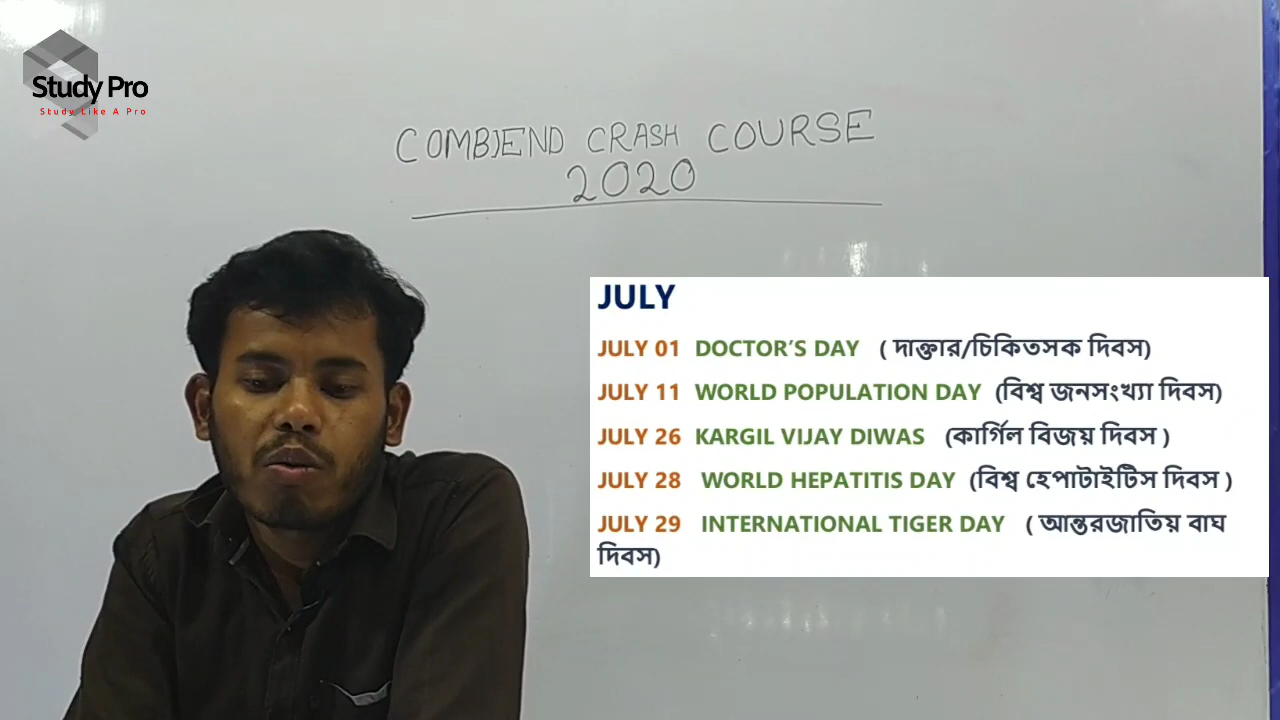 Study Pro
Study Like A Pro
COMBIEND CRASH COURSE
2020
JULY
JULY 01 DOCTOR'S DAY ( দাক্তার/চিকিতসক দিবস)
JULY 11 WORLD POPULATION DAY (বিশ্ব জনসংখ্যা দিবস)
JULY 26 KARGIL VIJAY DIWAS (কার্গিল বিজয় দিবস )
JULY 28 WORLD HEPATITIS DAY (বিশ্ব হেপাটাইটিস দিবস )
JULY 29 INTERNATIONAL TIGER DAY ( আন্তরজাতিয় বাঘ
দিবস)